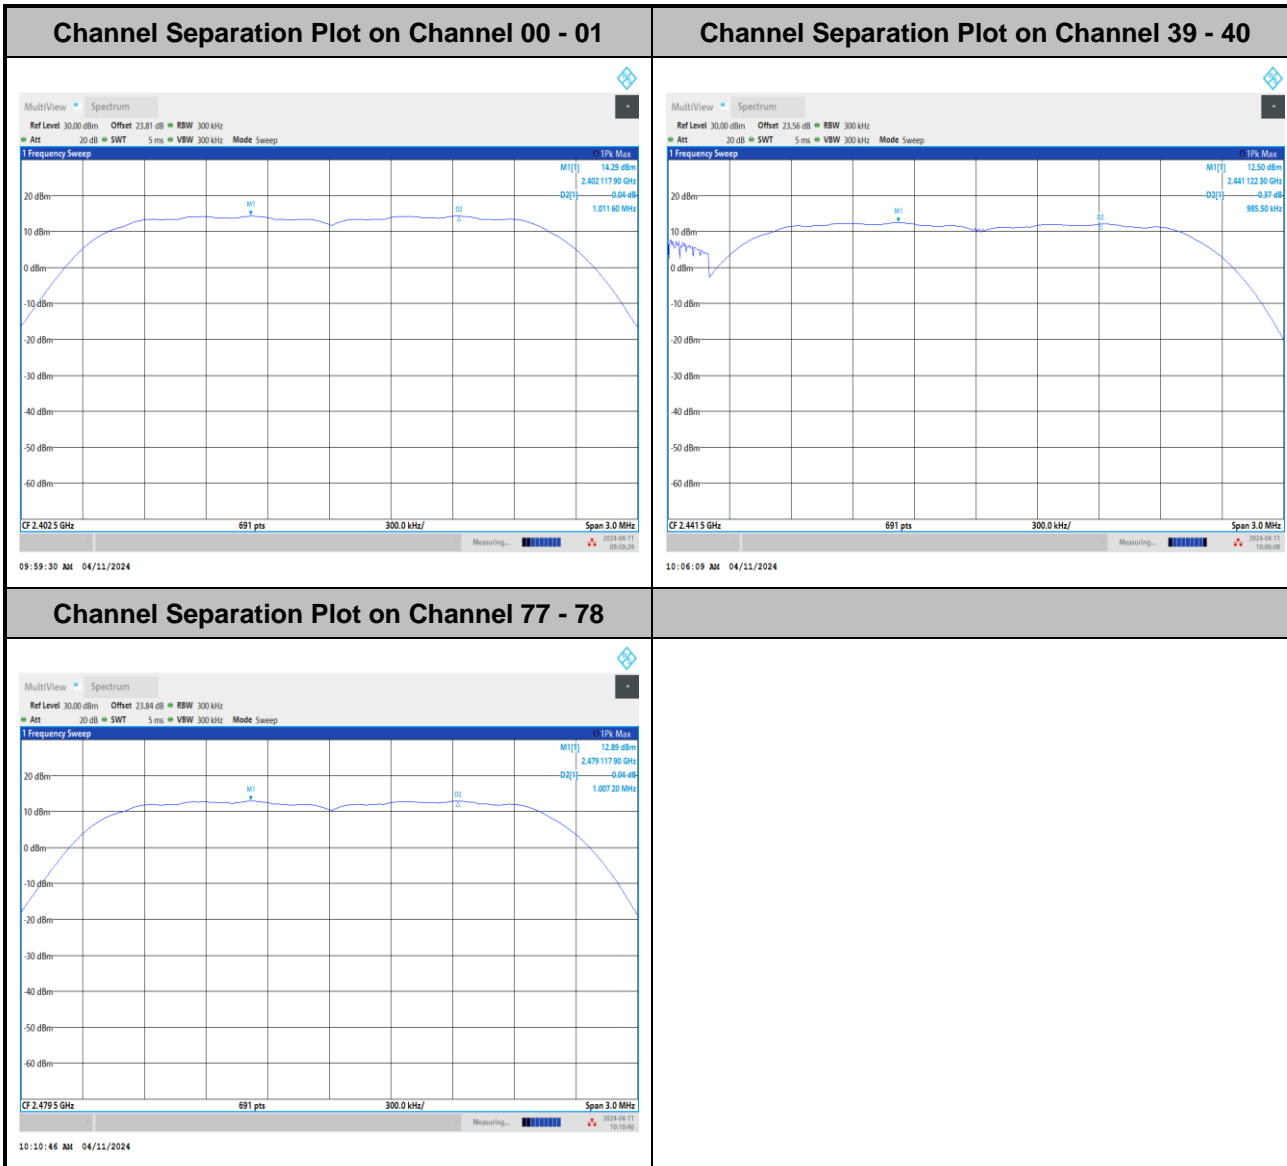 Channel Separation Plot on Channel 00 - 01
MultiView Spectrum
Ref Level 30.00 dBm Offset 23.81 dB RBW 300 kHz
Att 20 dB SWT 5 ms VBW 300 kHz Mode Sweep
1 Frequency Sweep 1Pk Max
M1[1] 14.29 dBm
2.402 117 90 GHz
D2[1] -0.04 dB
1.011 60 MHz
M1
D2
20 dBm
10 dBm
0 dBm
-10 dBm
-20 dBm
-30 dBm
-40 dBm
-50 dBm
-60 dBm
CF 2.402 5 GHz 691 pts 300.0 kHz/ Span 3.0 MHz
Measuring... 2024-04-11
09:59:29
09:59:30 AM 04/11/2024
Channel Separation Plot on Channel 39 - 40
MultiView Spectrum
Ref Level 30.00 dBm Offset 23.56 dB RBW 300 kHz
Att 20 dB SWT 5 ms VBW 300 kHz Mode Sweep
1 Frequency Sweep 1Pk Max
M1[1] 12.50 dBm
2.441 122 30 GHz
D2[1] -0.37 dB
985.50 kHz
M1
D2
20 dBm
10 dBm
0 dBm
-10 dBm
-20 dBm
-30 dBm
-40 dBm
-50 dBm
-60 dBm
CF 2.441 5 GHz 691 pts 300.0 kHz/ Span 3.0 MHz
Measuring... 2024-04-11
10:06:08
10:06:09 AM 04/11/2024
Channel Separation Plot on Channel 77 - 78
MultiView Spectrum
Ref Level 30.00 dBm Offset 23.84 dB RBW 300 kHz
Att 20 dB SWT 5 ms VBW 300 kHz Mode Sweep
1 Frequency Sweep 1Pk Max
M1[1] 12.89 dBm
2.479 117 90 GHz
D2[1] -0.04 dB
1.007 20 MHz
M1
D2
20 dBm
10 dBm
0 dBm
-10 dBm
-20 dBm
-30 dBm
-40 dBm
-50 dBm
-60 dBm
CF 2.479 5 GHz 691 pts 300.0 kHz/ Span 3.0 MHz
Measuring... 2024-04-11
10:10:46
10:10:46 AM 04/11/2024